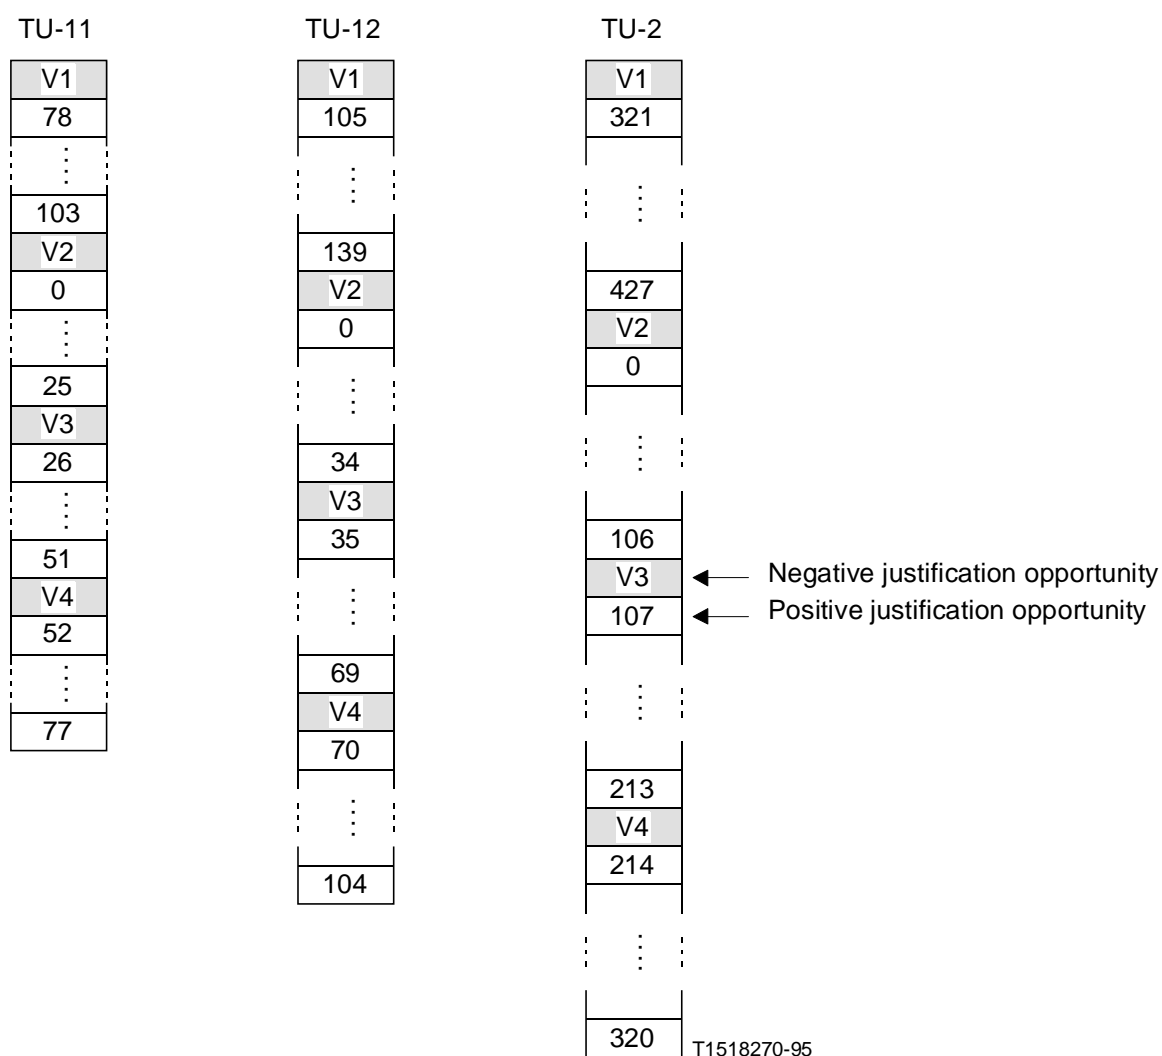 TU-11
V1
78
103
V2
0
25
V3
26
51
V4
52
77
TU-12
V1
105
139
V2
0
34
V3
35
69
V4
70
104
TU-2
V1
321
427
V2
0
106
V3
107
213
V4
214
320
Negative justification opportunity
Positive justification opportunity
T1518270-95